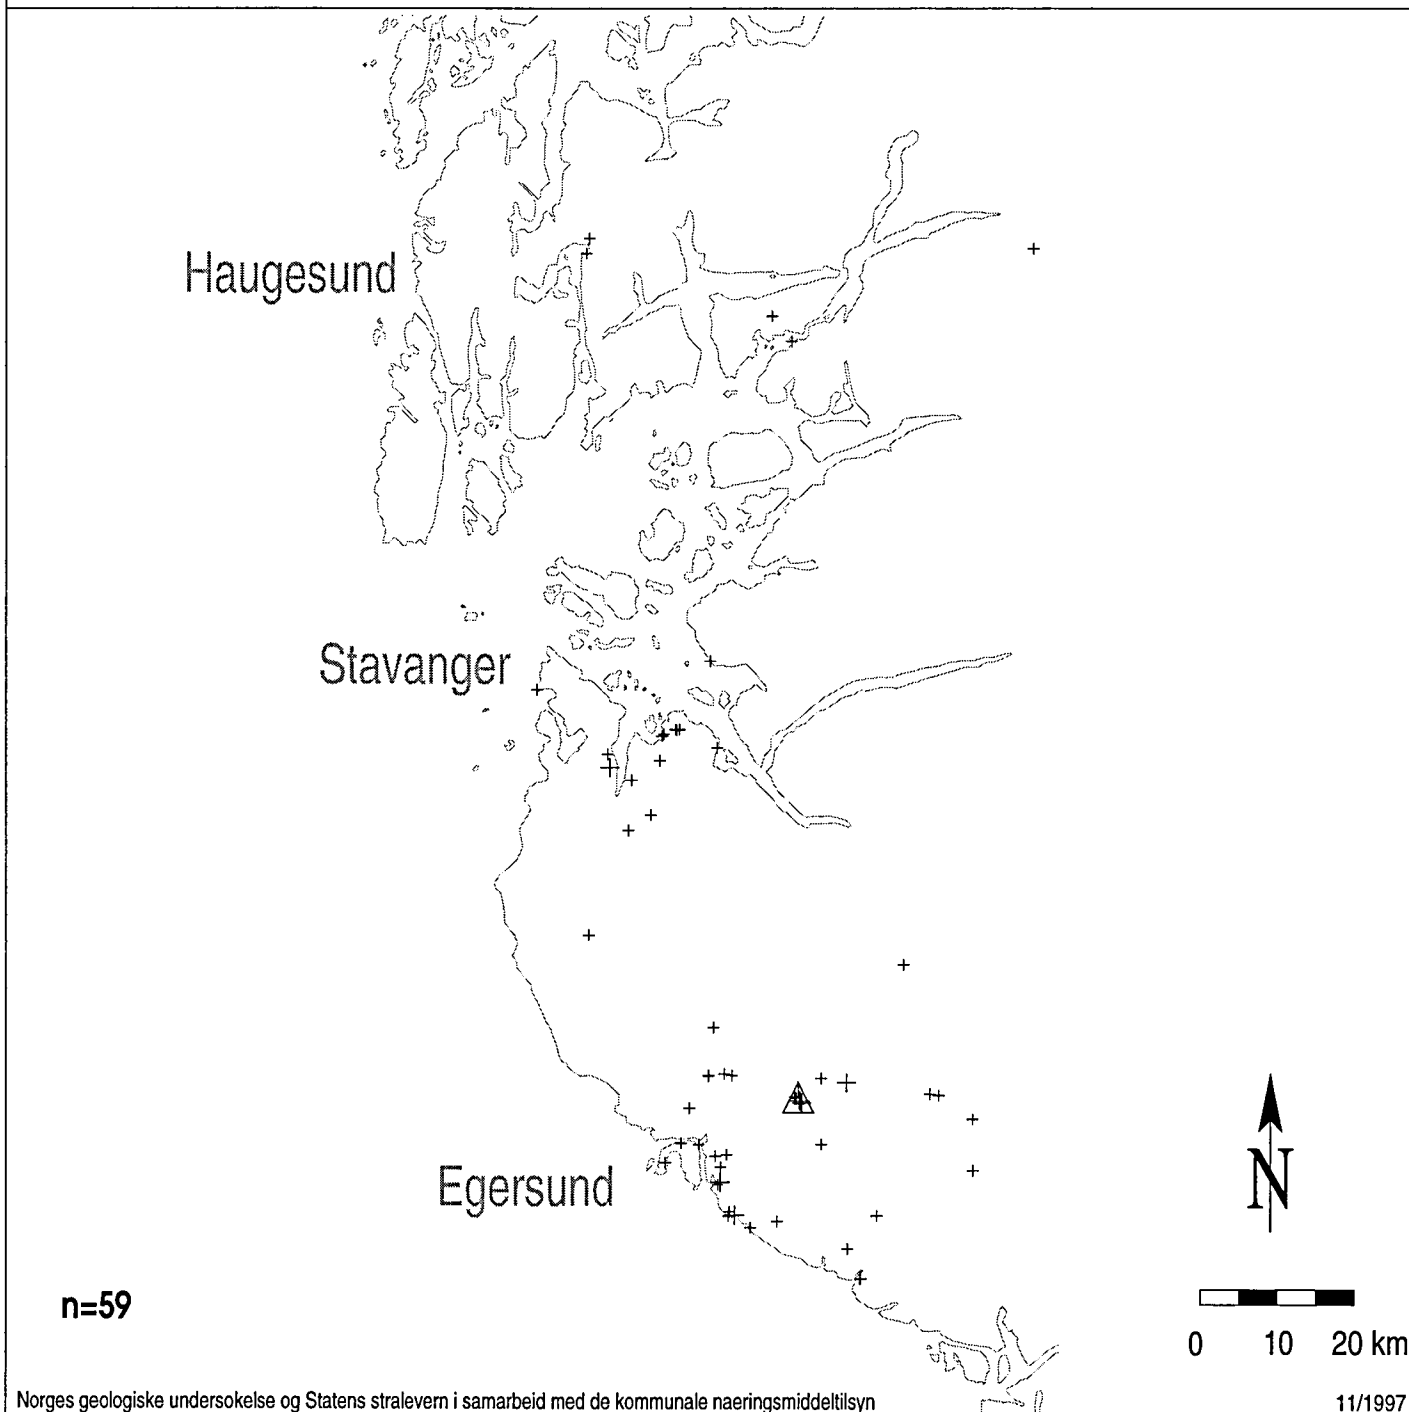 Haugesund
Stavanger
Egersund
N
n=59
0 10 20 km
Norges geologiske undersokelse og Statens stralevern i samarbeid med de kommunale naeringsmiddeltilsyn
11/1997